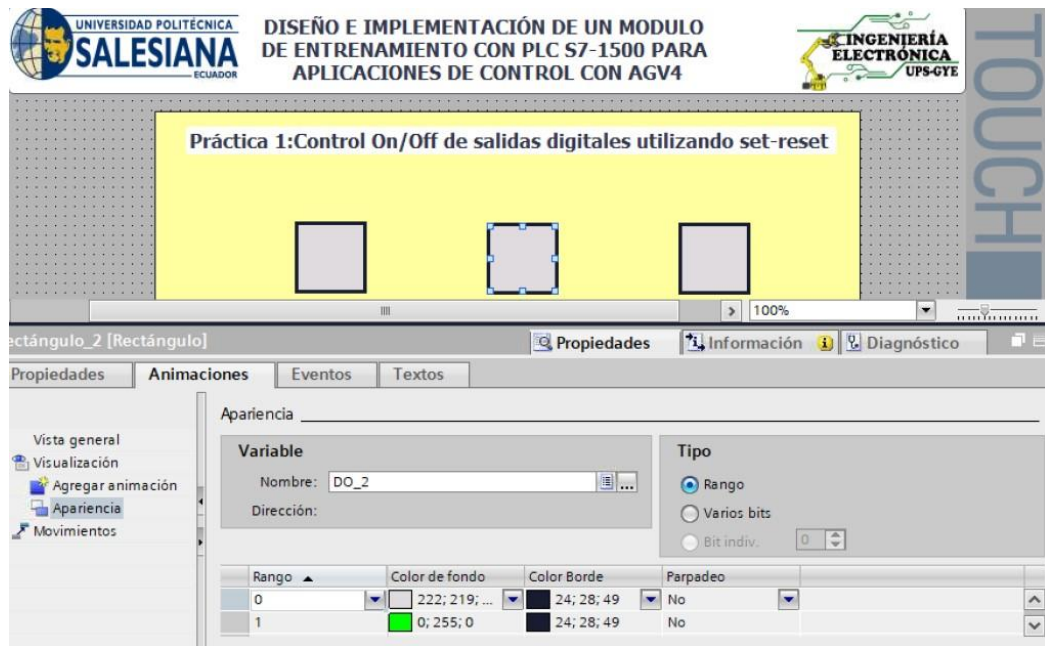 UNIVERSIDAD POLITÉCNICA
SALESIANA
ECUADOR
DISEÑO E IMPLEMENTACIÓN DE UN MODULO
DE ENTRENAMIENTO CON PLC S7-1500 PARA
APLICACIONES DE CONTROL CON AGV4
INGENIERÍA
ELECTRÓNICA
UPS-GYE
TOUCH
Práctica 1:Control On/Off de salidas digitales utilizando set-reset
100%
ectángulo_2 [Rectángulo]
Propiedades
Información
Diagnóstico
Propiedades
Animaciones
Eventos
Textos
Vista general
Visualización
Agregar animación
Apariencia
Movimientos
Apariencia
Variable
Nombre: DO_2
...
Dirección:
Tipo
Rango
Varios bits
Bit indiv. 0
Rango Color de fondo Color Borde Parpadeo
0 222; 219; ... 24; 28; 49 No
1 0; 255; 0 24; 28; 49 No